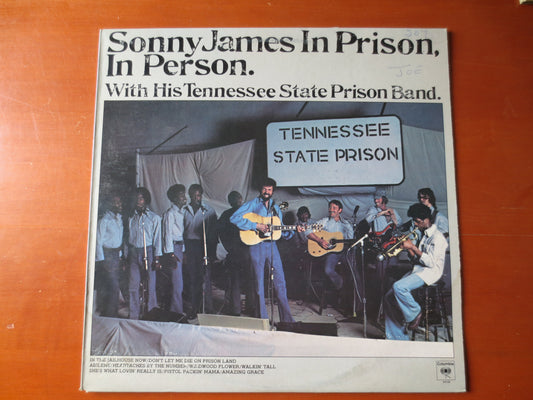 Sonny James In Prison,
In Person.
With His Tennessee State Prison Band.
JOE
TENNESSEE
STATE PRISON
IN THE JAILHOUSE NOW/DON'T LET ME DIE ON PRISON LAND
ABILENE/HEARTACHES BY THE NUMBER/WILDWOOD FLOWER/WALKIN' TALL
SHE'S WHAT LOVIN' REALLY IS/PISTOL PACKIN' MAMA/AMAZING GRACE
Columbia